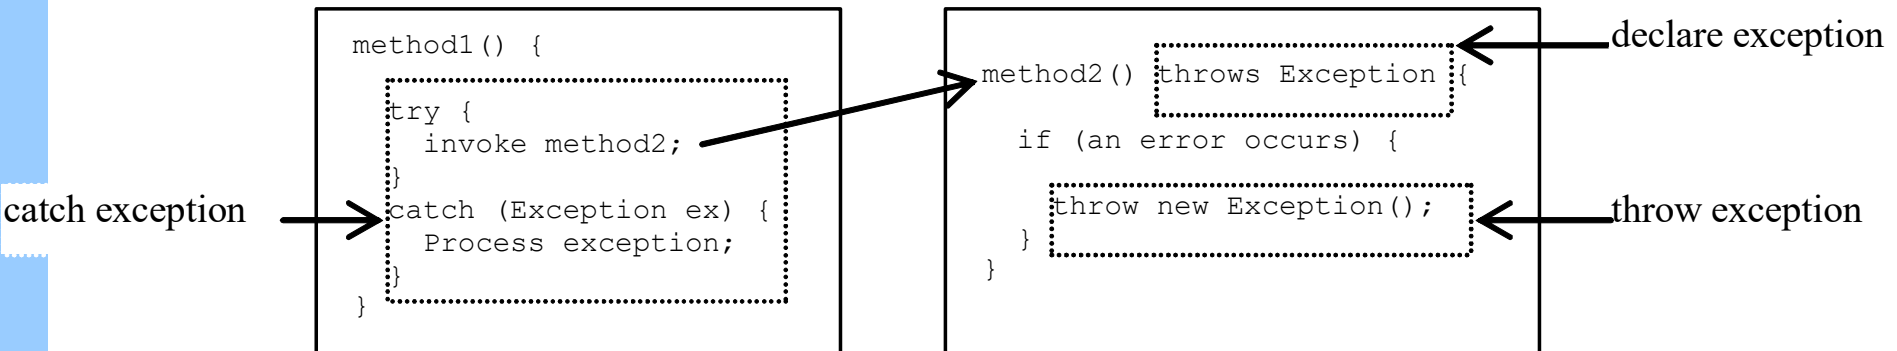 catch exception
method1() {
try {
invoke method2;
}
catch (Exception ex) {
Process exception;
}
}
method2() throws Exception {
if (an error occurs) {
throw new Exception();
}
}
declare exception
throw exception